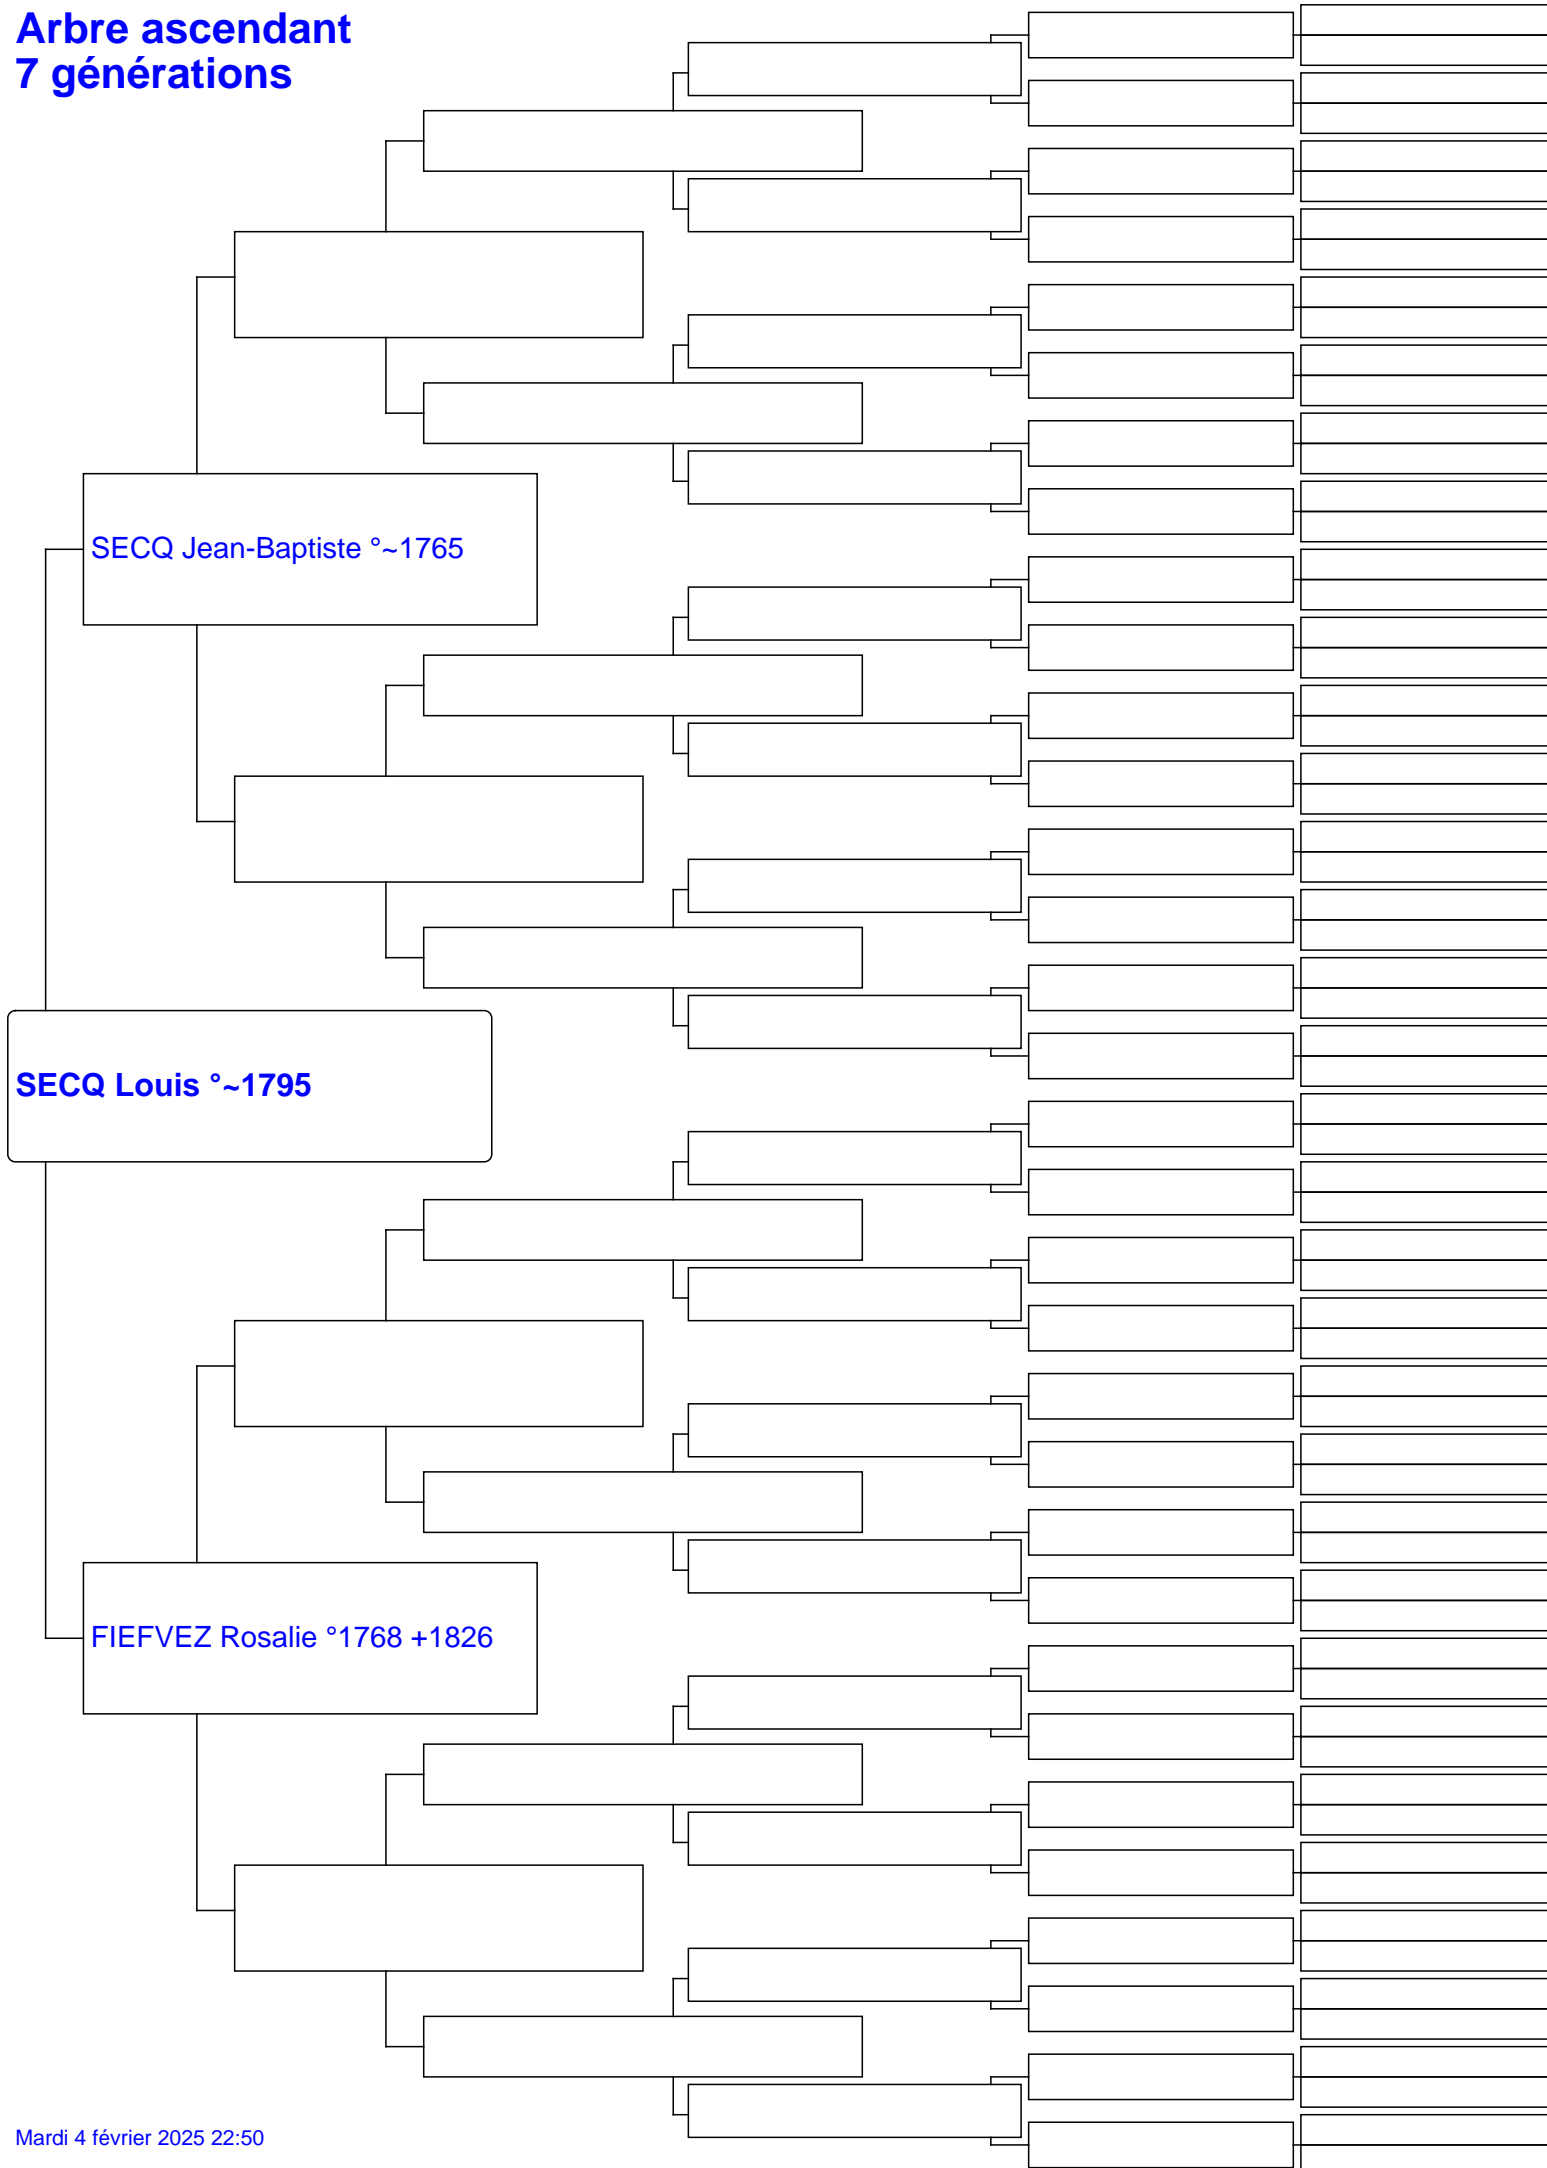 Arbre ascendant
7 générations
SECQ Jean-Baptiste °~1765
SECQ Louis °~1795
FIEFVEZ Rosalie °1768 +1826
Mardi 4 février 2025 22:50